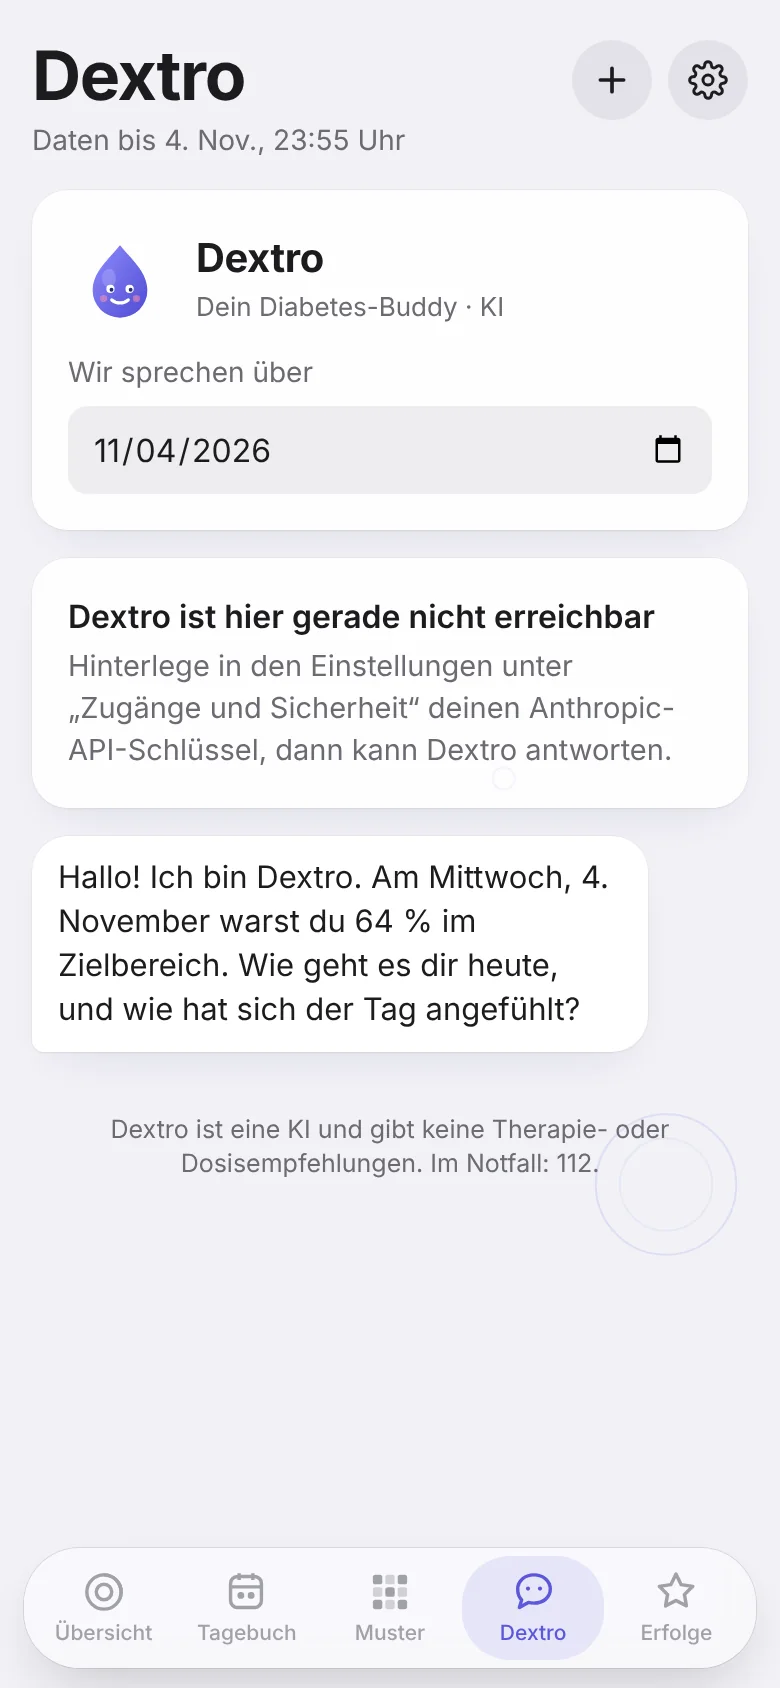 Dextro
Daten bis 4. Nov., 23:55 Uhr
Dextro
Dein Diabetes-Buddy · KI
Wir sprechen über
11/04/2026
Dextro ist hier gerade nicht erreichbar
Hinterlege in den Einstellungen unter
„Zugänge und Sicherheit“ deinen Anthropic-
API-Schlüssel, dann kann Dextro antworten.
Hallo! Ich bin Dextro. Am Mittwoch, 4.
November warst du 64 % im
Zielbereich. Wie geht es dir heute,
und wie hat sich der Tag angefühlt?
Dextro ist eine KI und gibt keine Therapie- oder
Dosisempfehlungen. Im Notfall: 112.
Übersicht Tagebuch Muster Dextro Erfolge